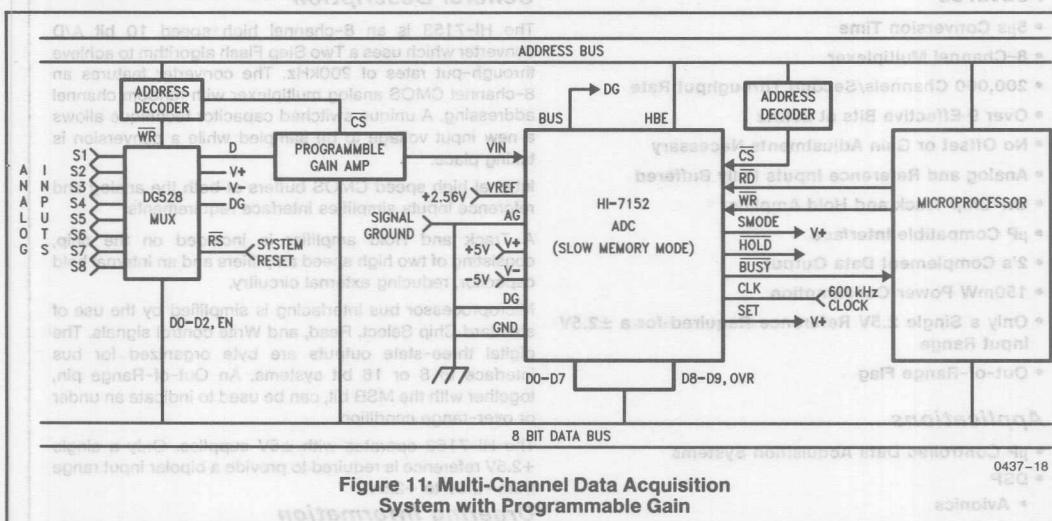 ADDRESS BUS
ADDRESS DECODER
WR
ANALOG INPUTS
S1
S2
S3
S4
S5
S6
S7
S8
DG528 MUX
D
V+
V-
DG
RS
SYSTEM RESET
D0-D2, EN
CS
PROGRAMMABLE GAIN AMP
VIN
+2.56V
VREF
SIGNAL GROUND
AG
+5V
V+
-5V
V-
DG
GND
BUS
DG
HBE
HI-7152
ADC
(SLOW MEMORY MODE)
D0-D7
D8-D9, OVR
ADDRESS DECODER
CS
RD
WR
SMODE
V+
HOLD
BUSY
CLK
600 kHz CLOCK
SET
V+
MICROPROCESSOR
8 BIT DATA BUS
0437-18
Figure 11: Multi-Channel Data Acquisition
System with Programmable Gain